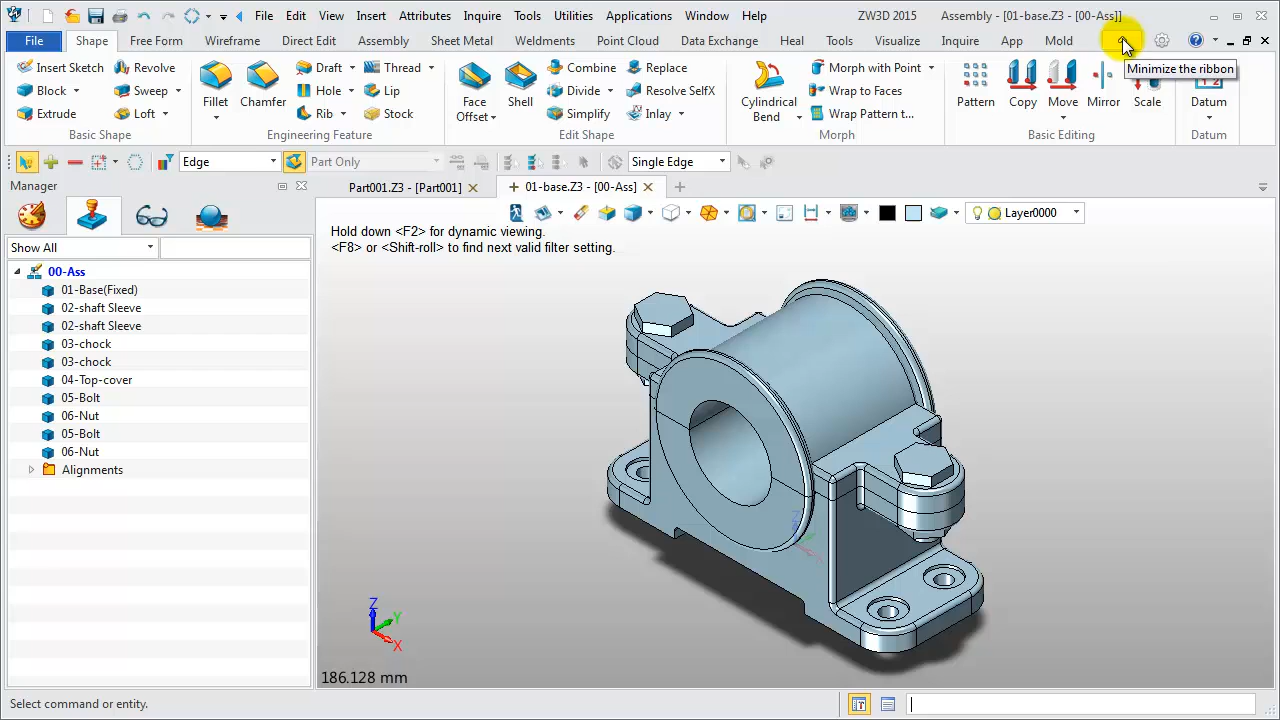 File Edit View Insert Attributes Inquire Tools Utilities Applications Window Help ZW3D 2015 Assembly - [01-base.Z3 - [00-Ass]]
File Shape Free Form Wireframe Direct Edit Assembly Sheet Metal Weldments Point Cloud Data Exchange Heal Tools Visualize Inquire App Mold
Minimize the ribbon
Insert Sketch Revolve Draft Thread Combine Replace Morph with Point
Block Sweep Hole Lip Divide Resolve SelfX Wrap to Faces
Extrude Loft Rib Stock Simplify Inlay Wrap Pattern t...
Fillet Chamfer Face Offset Shell Cylindrical Bend Pattern Copy Move Mirror Scale Datum
Basic Shape Engineering Feature Edit Shape Morph Basic Editing Datum
Edge Part Only Single Edge
Manager
Part001.Z3 - [Part001] 01-base.Z3 - [00-Ass]
Layer0000
Show All
Hold down <F2> for dynamic viewing.
<F8> or <Shift-roll> to find next valid filter setting.
00-Ass
01-Base(Fixed)
02-shaft Sleeve
02-shaft Sleeve
03-chock
03-chock
04-Top-cover
05-Bolt
06-Nut
05-Bolt
06-Nut
Alignments
Z
Y
X
186.128 mm
Select command or entity.